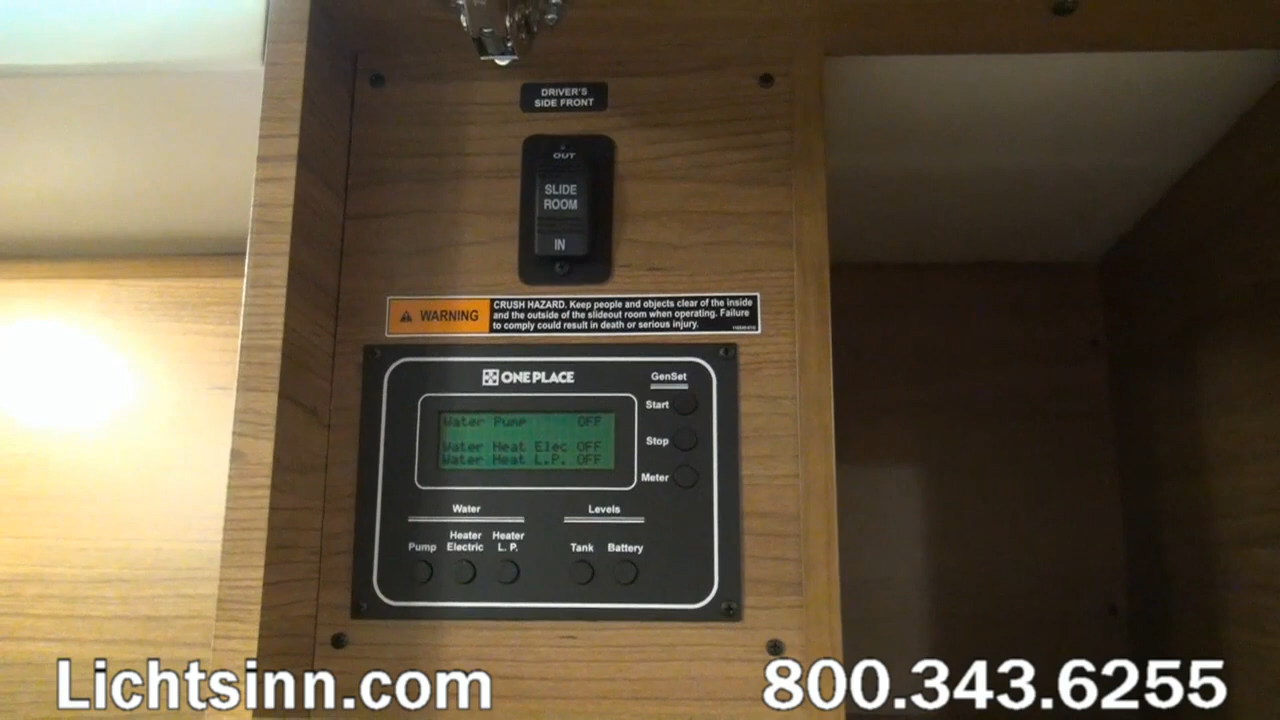 DRIVER'S
SIDE FRONT
OUT
SLIDE
ROOM
IN
WARNING
CRUSH HAZARD. Keep people and objects clear of the inside
and the outside of the slideout room when operating. Failure
to comply could result in death or serious injury.
ONE PLACE
GenSet
Start
Stop
Meter
Water Pump OFF
Water Heat Elec OFF
Water Heat L.P. OFF
Water
Levels
Pump
Heater
Electric
Heater
L. P.
Tank
Battery
Lichtsinn.com
800.343.6255